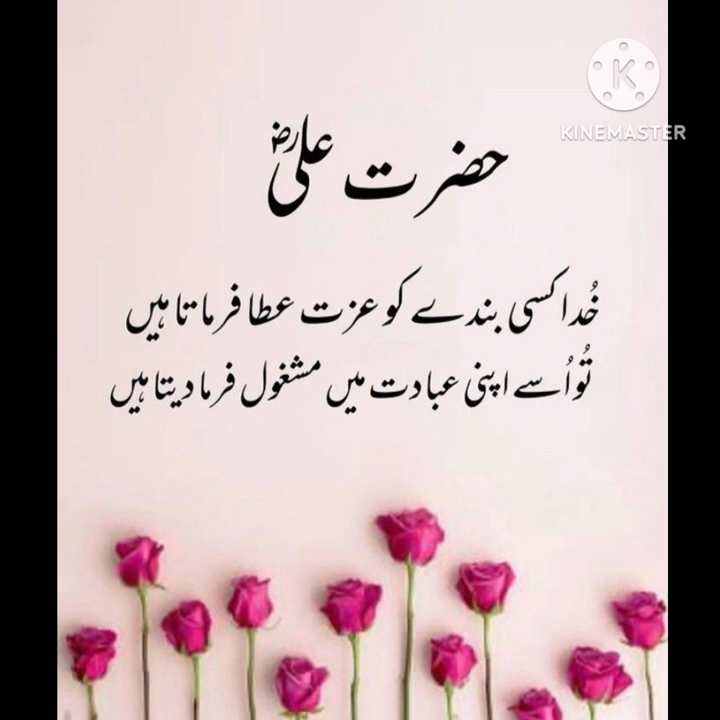 KINEMASTER
حضرت علیؓ
خُدا کسی بندے کو عزت عطا فرماتا ہیں
تُو اُسے اپنی عبادت میں مشغول فرما دیتا ہیں